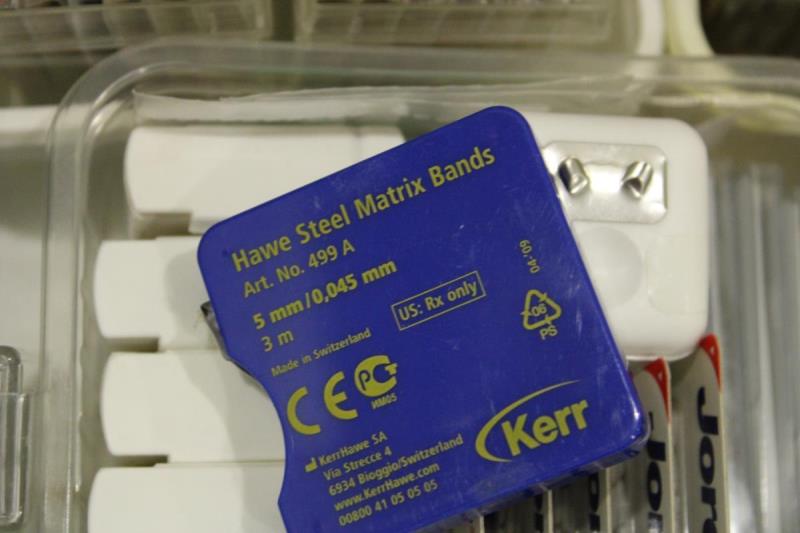 Hawe Steel Matrix Bands
Art. No. 499 A
5 mm/0,045 mm
3 m
US: Rx only
04.'09
Made in Switzerland
CE
PS
ИМ05
KerrHawe SA
Via Strecce 4
6934 Bioggio/Switzerland
www.KerrHawe.com
00800 41 05 05 05
Kerr